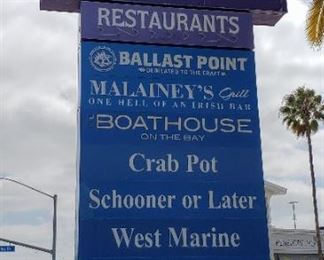 RESTAURANTS
BALLAST POINT
DEDICATED TO THE CRAFT
MALAINEY'S Grill
ONE HELL OF AN IRISH BAR
BOATHOUSE
ON THE BAY
Crab Pot
Schooner or Later
West Marine